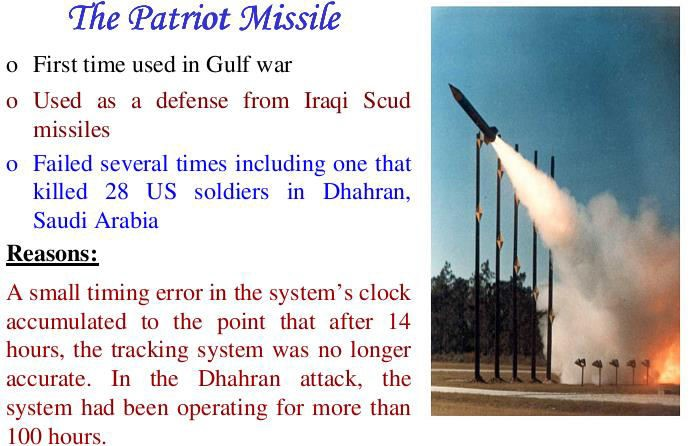 The Patriot Missile
o First time used in Gulf war
o Used as a defense from Iraqi Scud
missiles
o Failed several times including one that
killed 28 US soldiers in Dhahran,
Saudi Arabia
Reasons:
A small timing error in the system's clock
accumulated to the point that after 14
hours, the tracking system was no longer
accurate. In the Dhahran attack, the
system had been operating for more than
100 hours.